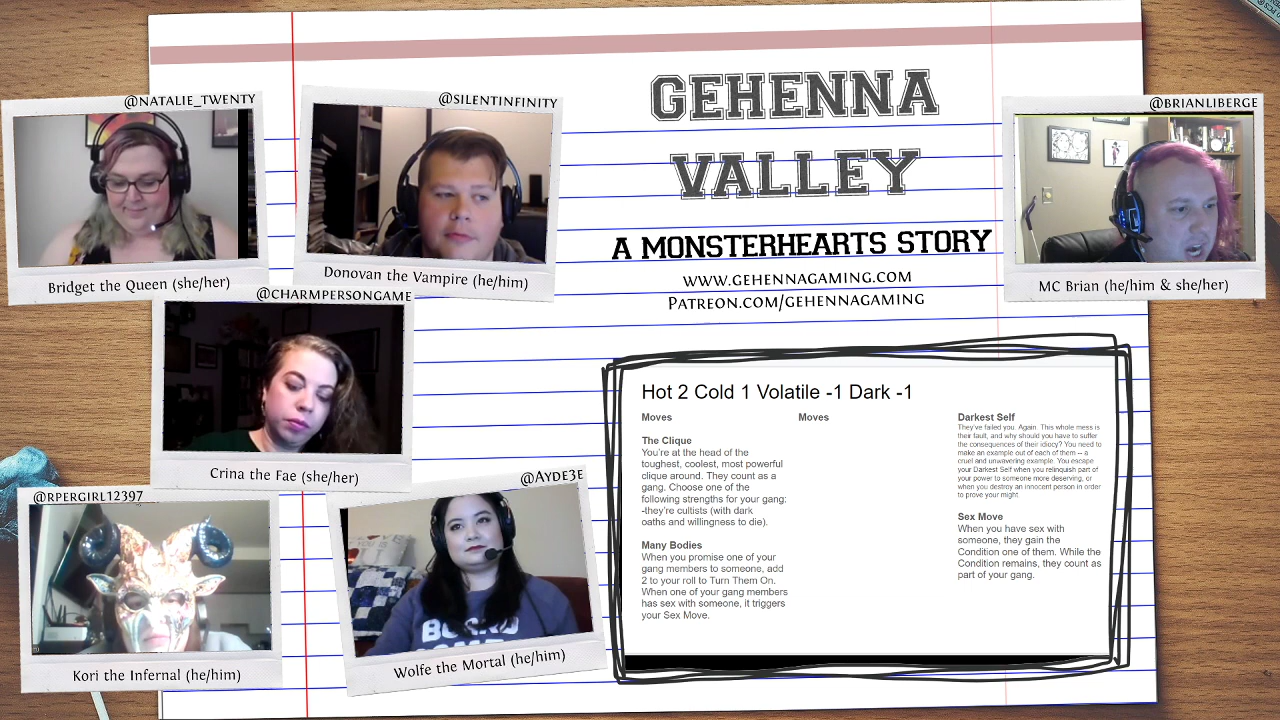 @NATALIE_TWENTY
Bridget the Queen (she/her)
@SILENTINFINITY
Donovan the Vampire (he/him)
GEHENNA
VALLEY
A MONSTERHEARTS STORY
WWW.GEHENNAGAMING.COM
PATREON.COM/GEHENNAGAMING
@BRIANLIBERGE
MC Brian (he/him & she/her)
@CHARMPERSONGAME
Crina the Fae (she/her)
@RPERGIRL12397
Kori the Infernal (he/him)
@AYDE3E
Wolfe the Mortal (he/him)
Hot 2 Cold 1 Volatile -1 Dark -1
Moves
The Clique
You're at the head of the
toughest, coolest, most powerful
clique around. They count as a
gang. Choose one of the
following strengths for your gang:
-they're cultists (with dark
oaths and willingness to die).
Many Bodies
When you promise one of your
gang members to someone, add
2 to your roll to Turn Them On.
When one of your gang members
has sex with someone, it triggers
your Sex Move.
Moves
Darkest Self
They've failed you. Again. This whole mess is
their fault, and why should you have to suffer
the consequences of their idiocy? You need to
make an example out of each of them -- a
cruel and unwavering example. You escape
your Darkest Self when you relinquish part of
your power to someone more deserving, or
when you destroy an innocent person in order
to prove your might
Sex Move
When you have sex with
someone, they gain the
Condition one of them. While the
Condition remains, they count as
part of your gang.